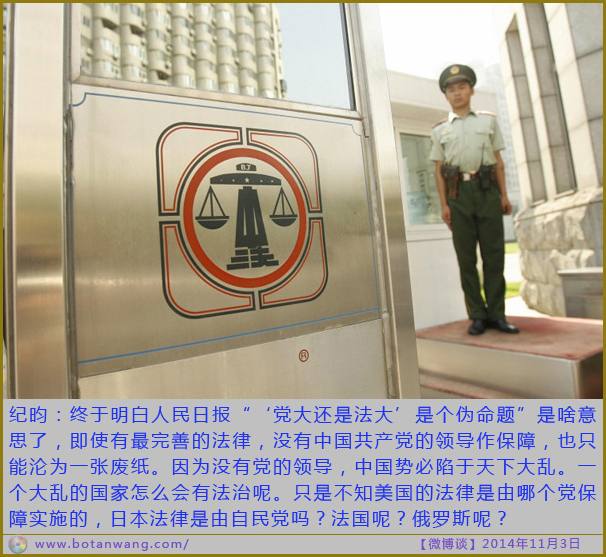 B.J
®
纪昀：终于明白人民日报“‘党大还是法大’是个伪命题”是啥意
思了，即使有最完善的法律，没有中国共产党的领导作保障，也只
能沦为一张废纸。因为没有党的领导，中国势必陷于天下大乱。一
个大乱的国家怎么会有法治呢。只是不知美国的法律是由哪个党保
障实施的，日本法律是由自民党吗？法国呢？俄罗斯呢？
www.botanwang.com/ 【微博谈】2014年11月3日